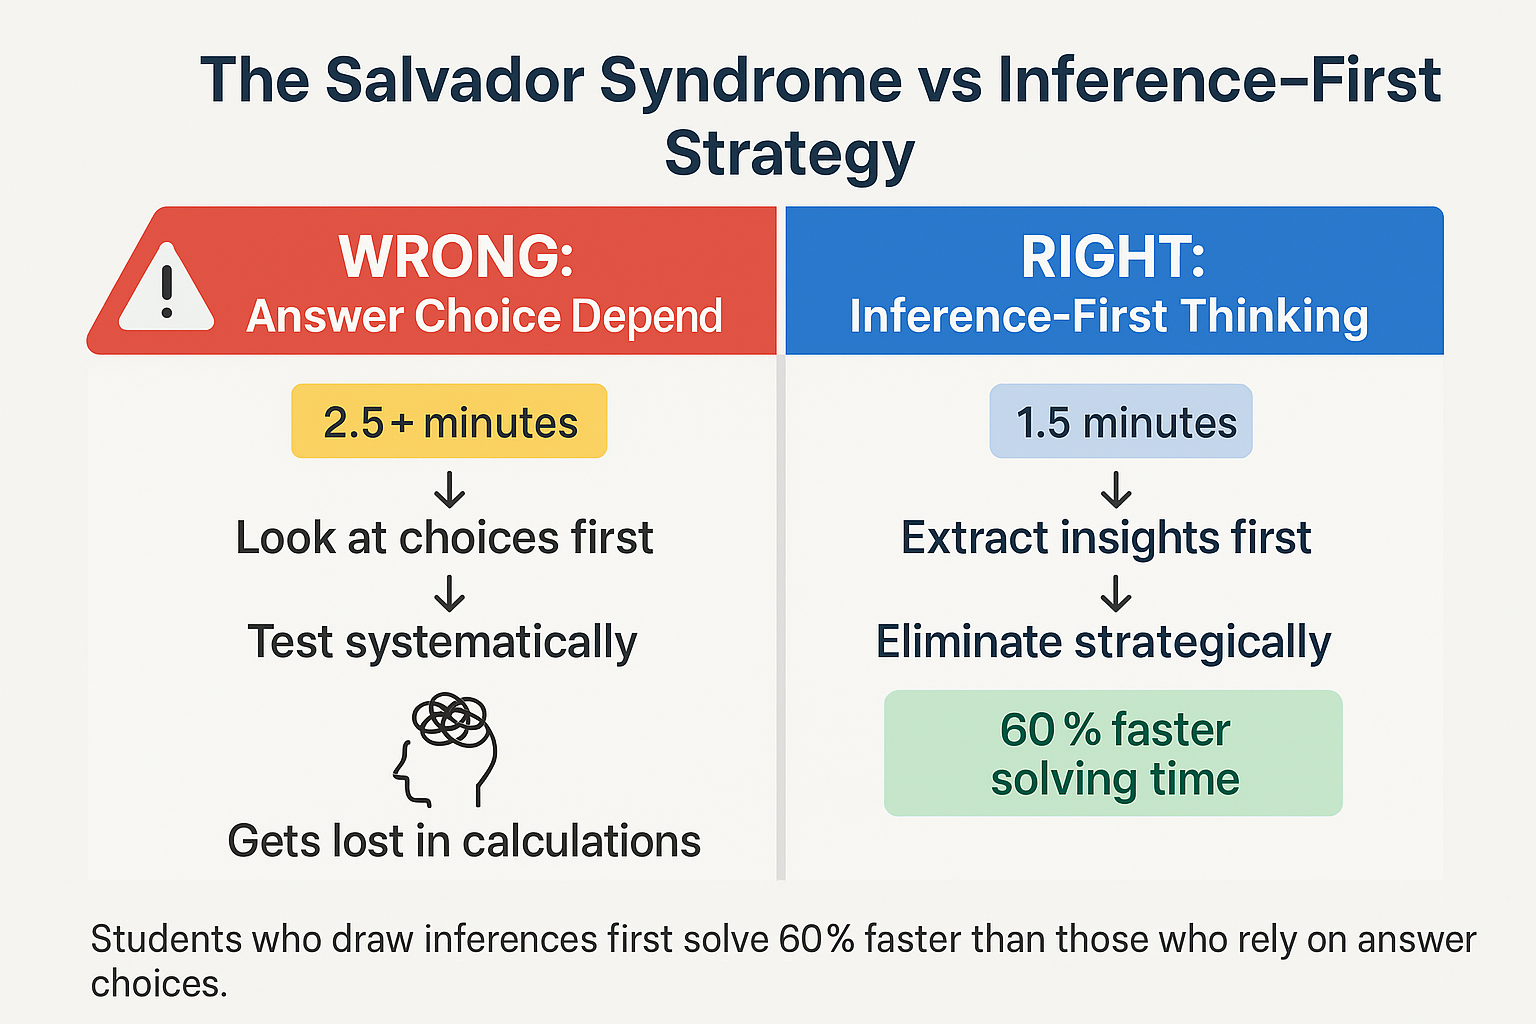 The Salvador Syndrome vs Inference–First
Strategy
WRONG:
Answer Choice Depend
2.5+ minutes
Look at choices first
Test systematically
Gets lost in calculations
RIGHT:
Inference-First Thinking
1.5 minutes
Extract insights first
Eliminate strategically
60% faster
solving time
Students who draw inferences first solve 60% faster than those who rely on answer
choices.